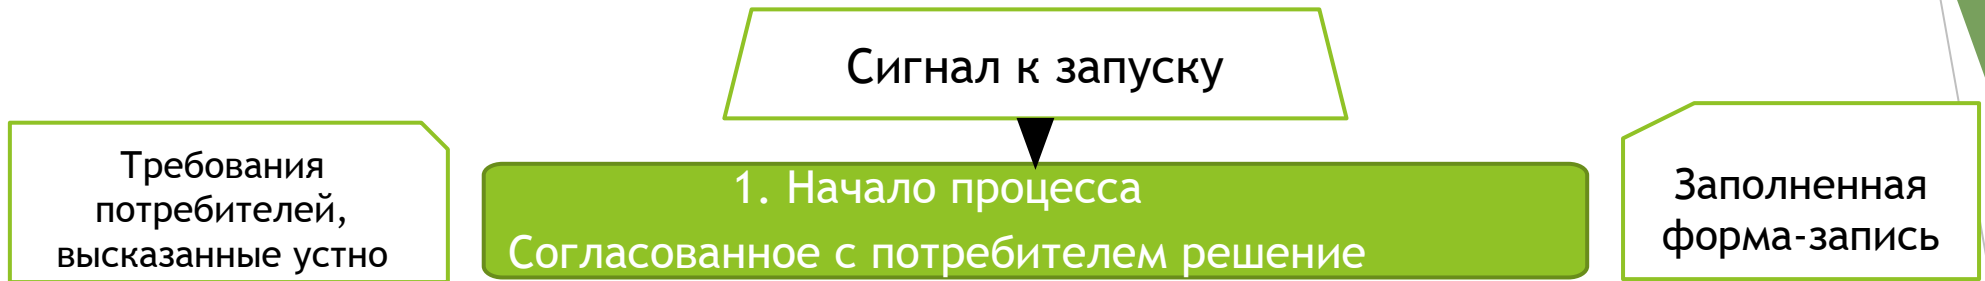 Сигнал к запуску
Требования
потребителей,
высказанные устно
1. Начало процесса
Согласованное с потребителем решение
Заполненная
форма-запись